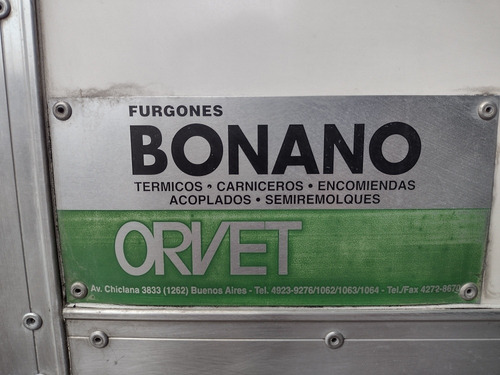 FURGONES
BONANO
TERMICOS • CARNICEROS • ENCOMIENDAS
ACOPLADOS • SEMIREMOLQUES
ORVET
Av. Chiclana 3833 (1262) Buenos Aires - Tel. 4923-9276/1062/1063/1064 - Tel./Fax 4272-8670